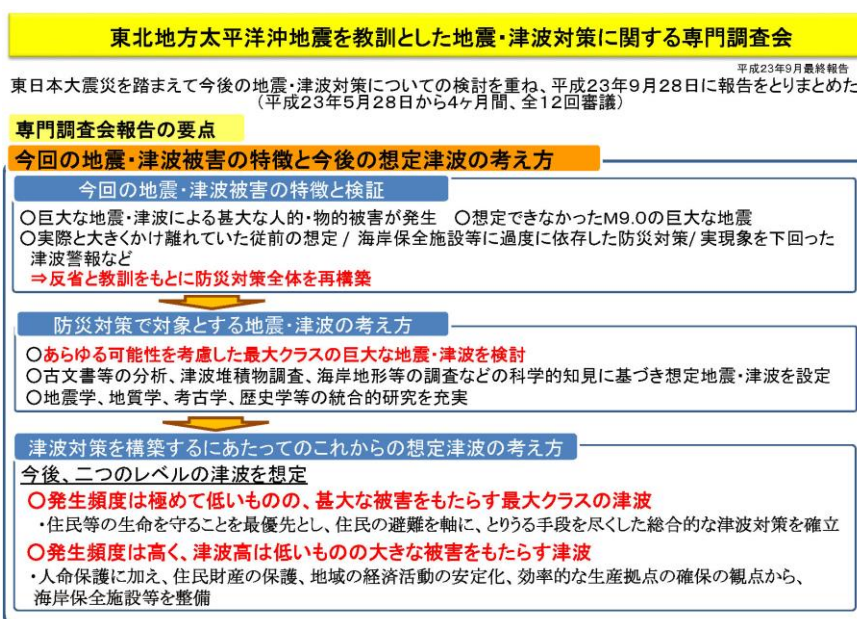 東北地方太平洋沖地震を教訓とした地震・津波対策に関する専門調査会
平成23年9月最終報告
東日本大震災を踏まえて今後の地震・津波対策についての検討を重ね、平成23年9月28日に報告をとりまとめた
(平成23年5月28日から4ヶ月間、全12回審議)
専門調査会報告の要点
今回の地震・津波被害の特徴と今後の想定津波の考え方
今回の地震・津波被害の特徴と検証
○巨大な地震・津波による甚大な人的・物的被害が発生 ○想定できなかったM9.0の巨大な地震
○実際と大きくかけ離れていた従前の想定 / 海岸保全施設等に過度に依存した防災対策/ 実現象を下回った
津波警報など
⇒反省と教訓をもとに防災対策全体を再構築
防災対策で対象とする地震・津波の考え方
○あらゆる可能性を考慮した最大クラスの巨大な地震・津波を検討
○古文書等の分析、津波堆積物調査、海岸地形等の調査などの科学的知見に基づき想定地震・津波を設定
○地震学、地質学、考古学、歴史学等の統合的研究を充実
津波対策を構築するにあたってのこれからの想定津波の考え方
今後、二つのレベルの津波を想定
○発生頻度は極めて低いものの、甚大な被害をもたらす最大クラスの津波
・住民等の生命を守ることを最優先とし、住民の避難を軸に、とりうる手段を尽くした総合的な津波対策を確立
○発生頻度は高く、津波高は低いものの大きな被害をもたらす津波
・人命保護に加え、住民財産の保護、地域の経済活動の安定化、効率的な生産拠点の確保の観点から、
海岸保全施設等を整備